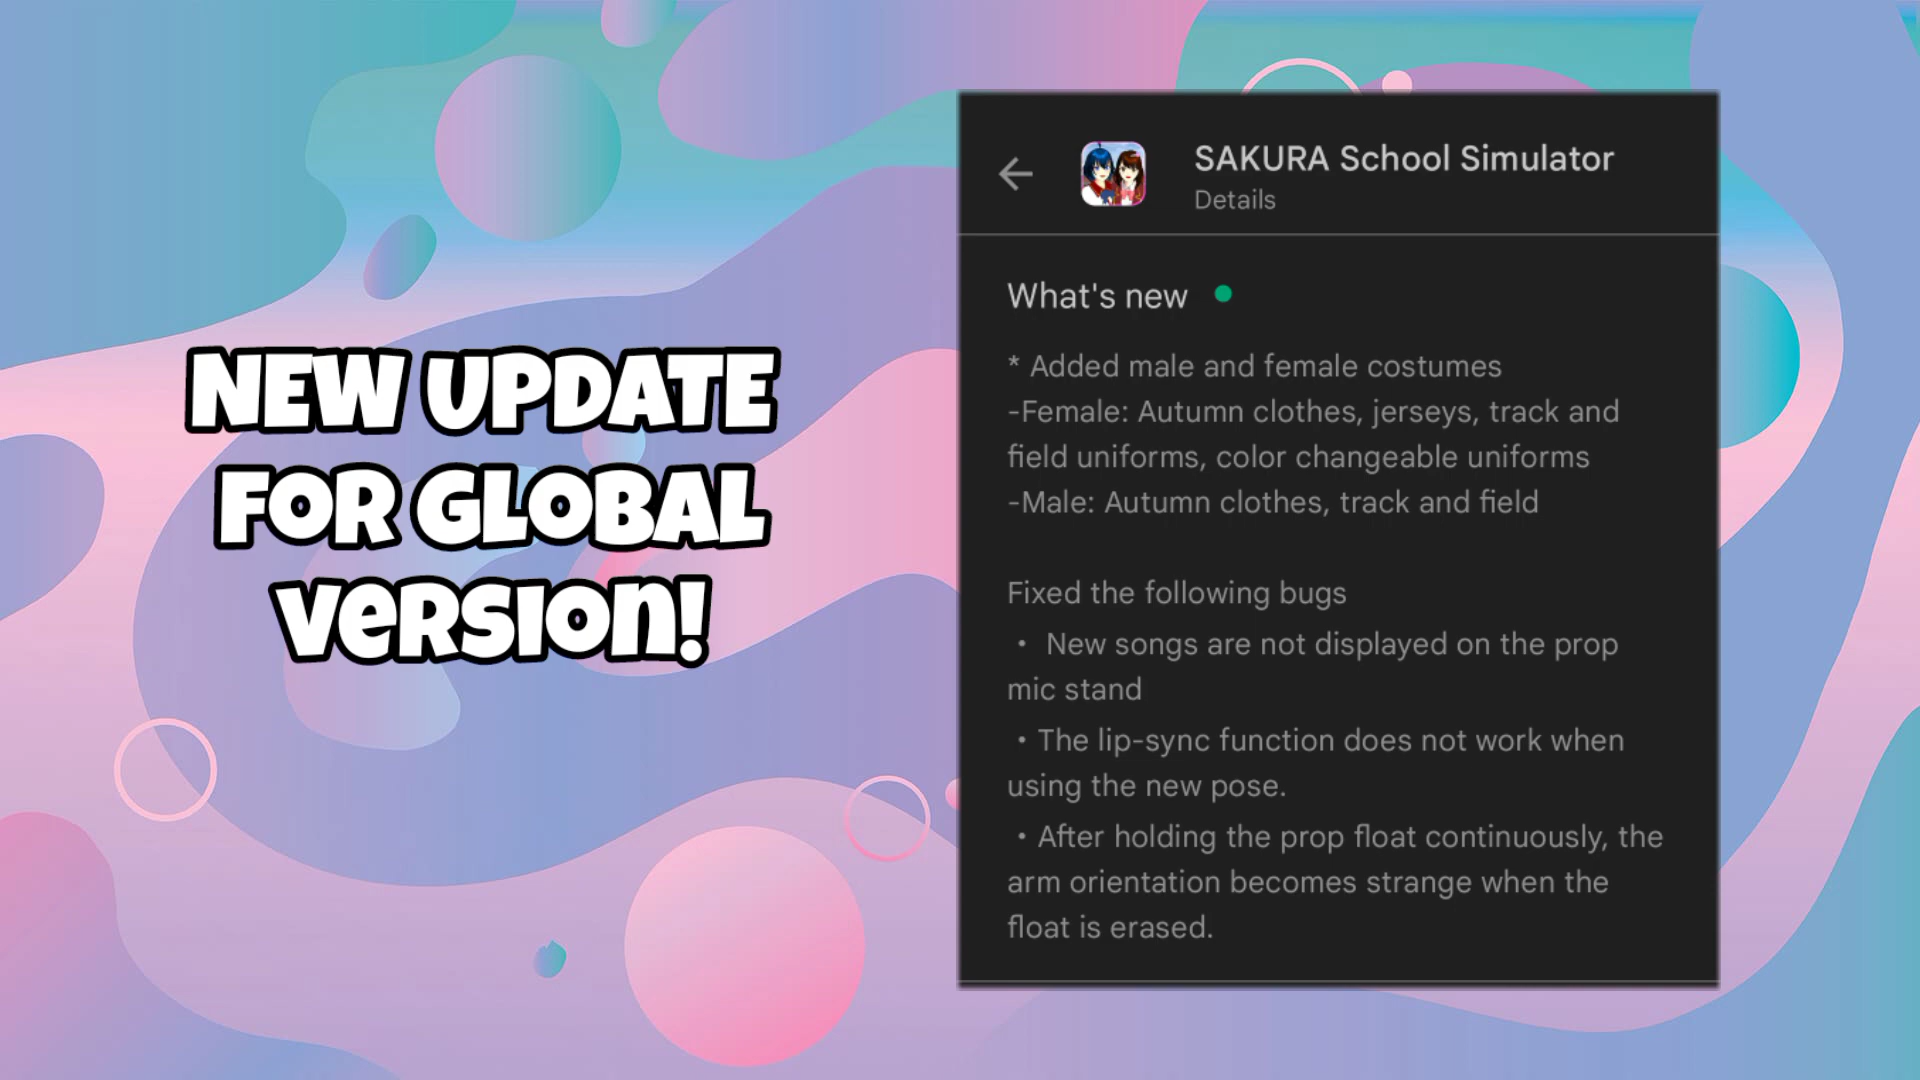 NEW UPDATE
FOR GLOBAL
VERSION!
SAKURA School Simulator
Details
What's new
* Added male and female costumes
-Female: Autumn clothes, jerseys, track and
field uniforms, color changeable uniforms
-Male: Autumn clothes, track and field
Fixed the following bugs
・ New songs are not displayed on the prop
mic stand
・The lip-sync function does not work when
using the new pose.
・After holding the prop float continuously, the
arm orientation becomes strange when the
float is erased.